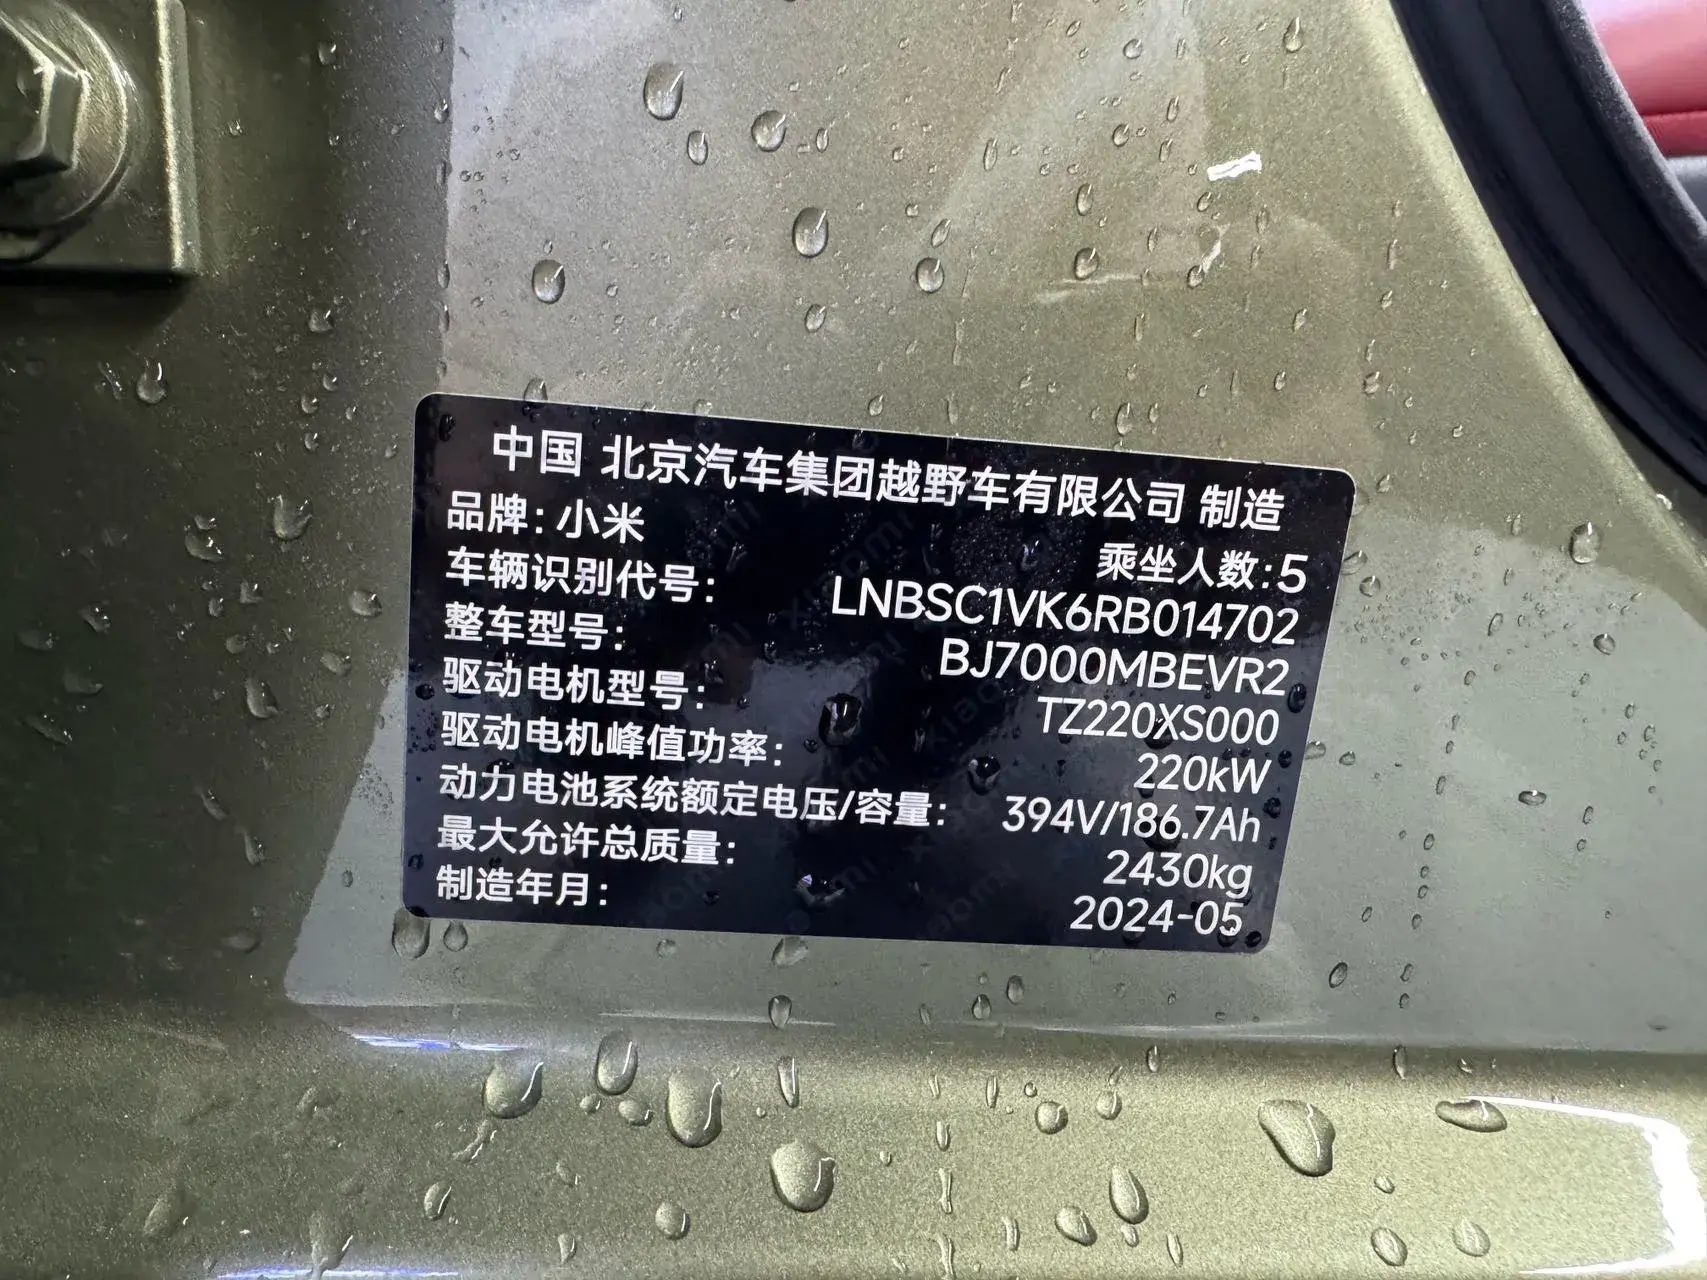 中国 北京汽车集团越野车有限公司 制造
品牌：小米 乘坐人数：5
车辆识别代号： LNBSC1VK6RB014702
整车型号： BJ7000MBEVR2
驱动电机型号： TZ220XS000
驱动电机峰值功率： 220kW
动力电池系统额定电压/容量： 394V/186.7Ah
最大允许总质量： 2430kg
制造年月： 2024-05